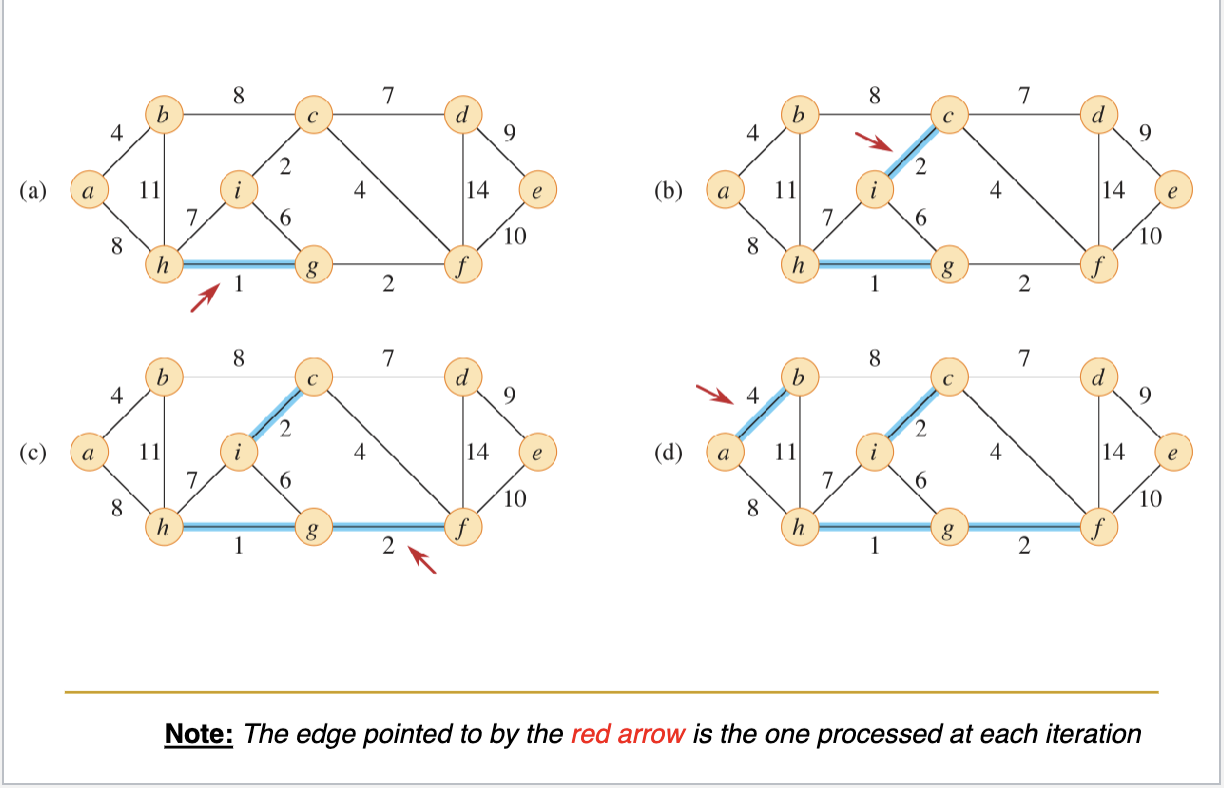 (a) a b c d e f g h i 4 8 11 8 7 2 6 7 4 14 9 10 1 2
(b) a b c d e f g h i 4 8 11 8 7 2 6 7 4 14 9 10 1 2
(c) a b c d e f g h i 4 8 11 8 7 2 6 7 4 14 9 10 1 2
(d) a b c d e f g h i 4 8 11 8 7 2 6 7 4 14 9 10 1 2
Note: The edge pointed to by the red arrow is the one processed at each iteration